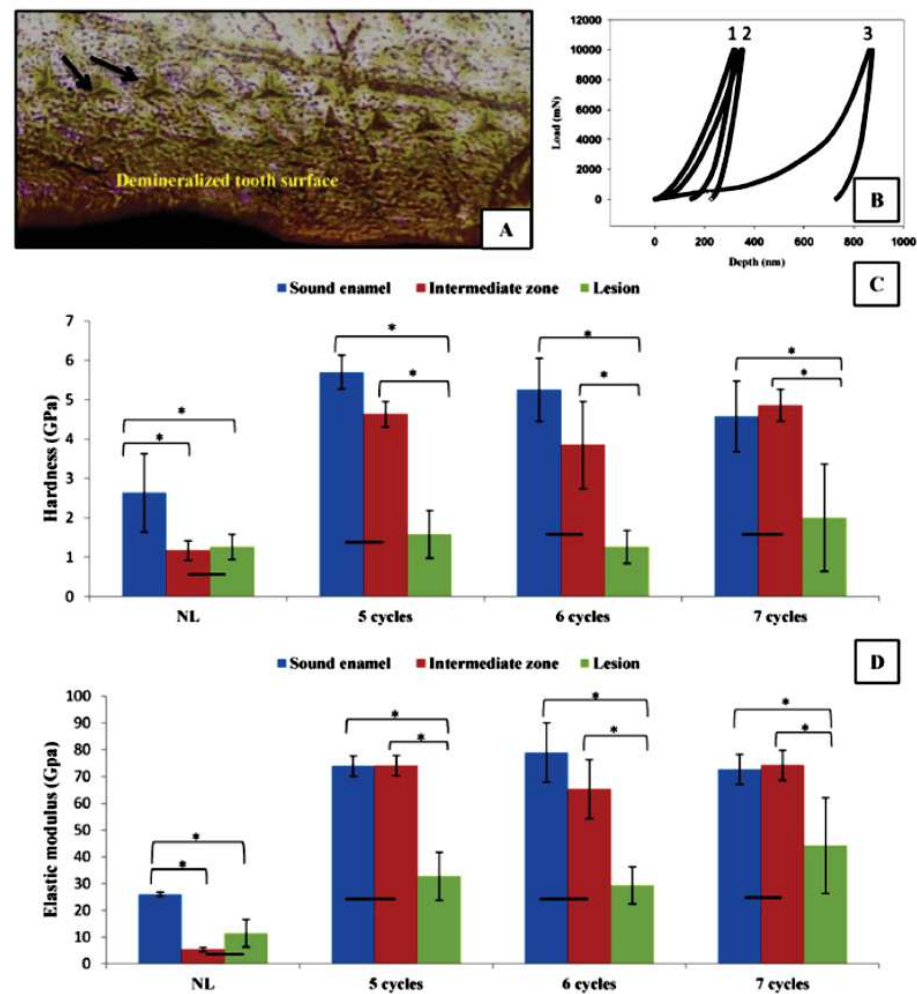 Demineralized tooth surface
A
1 2 3
12000
10000
8000
6000
4000
2000
0
Load (mN)
0 200 400 600 800 1000
Depth (nm)
B
C
Sound enamel Intermediate zone Lesion
7
6
5
4
3
2
1
0
Hardness (GPa)
* * * * * * * *
NL 5 cycles 6 cycles 7 cycles
D
Sound enamel Intermediate zone Lesion
100
90
80
70
60
50
40
30
20
10
0
Elastic modulus (Gpa)
* * * * * * * *
NL 5 cycles 6 cycles 7 cycles